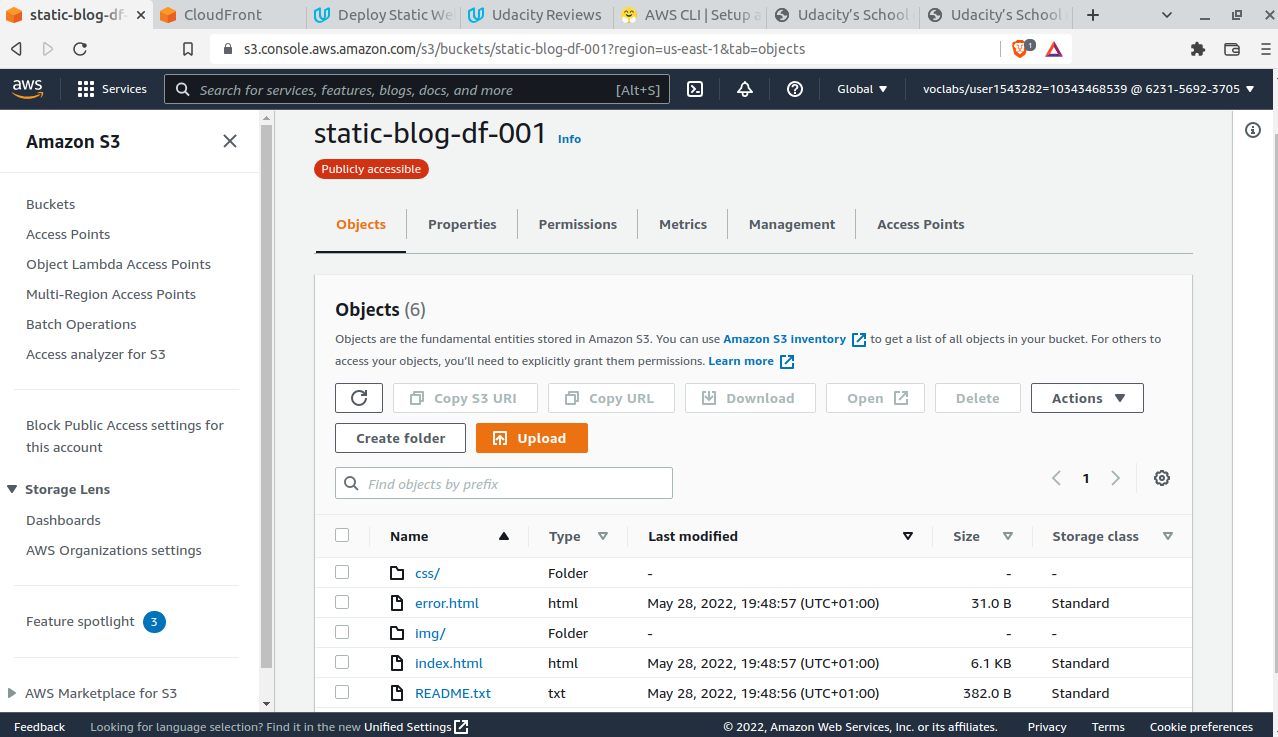 static-blog-df-
CloudFront
Deploy Static We
Udacity Reviews
AWS CLI | Setup a
Udacity's School
Udacity's School
s3.console.aws.amazon.com/s3/buckets/static-blog-df-001?region=us-east-1&tab=objects
1
aws
Services
Search for services, features, blogs, docs, and more
[Alt+S]
Global
voclabs/user1543282=10343468539 @ 6231-5692-3705
Amazon S3
Buckets
Access Points
Object Lambda Access Points
Multi-Region Access Points
Batch Operations
Access analyzer for S3
Block Public Access settings for
this account
Storage Lens
Dashboards
AWS Organizations settings
Feature spotlight 3
AWS Marketplace for S3
static-blog-df-001 Info
Publicly accessible
Objects Properties Permissions Metrics Management Access Points
Objects (6)
Objects are the fundamental entities stored in Amazon S3. You can use Amazon S3 inventory to get a list of all objects in your bucket. For others to
access your objects, you'll need to explicitly grant them permissions. Learn more
Copy S3 URI Copy URL Download Open Delete Actions
Create folder Upload
Find objects by prefix
1
Name Type Last modified Size Storage class
css/ Folder - - -
error.html html May 28, 2022, 19:48:57 (UTC+01:00) 31.0 B Standard
img/ Folder - - -
index.html html May 28, 2022, 19:48:57 (UTC+01:00) 6.1 KB Standard
README.txt txt May 28, 2022, 19:48:56 (UTC+01:00) 382.0 B Standard
Feedback Looking for language selection? Find it in the new Unified Settings © 2022, Amazon Web Services, Inc. or its affiliates. Privacy Terms Cookie preferences